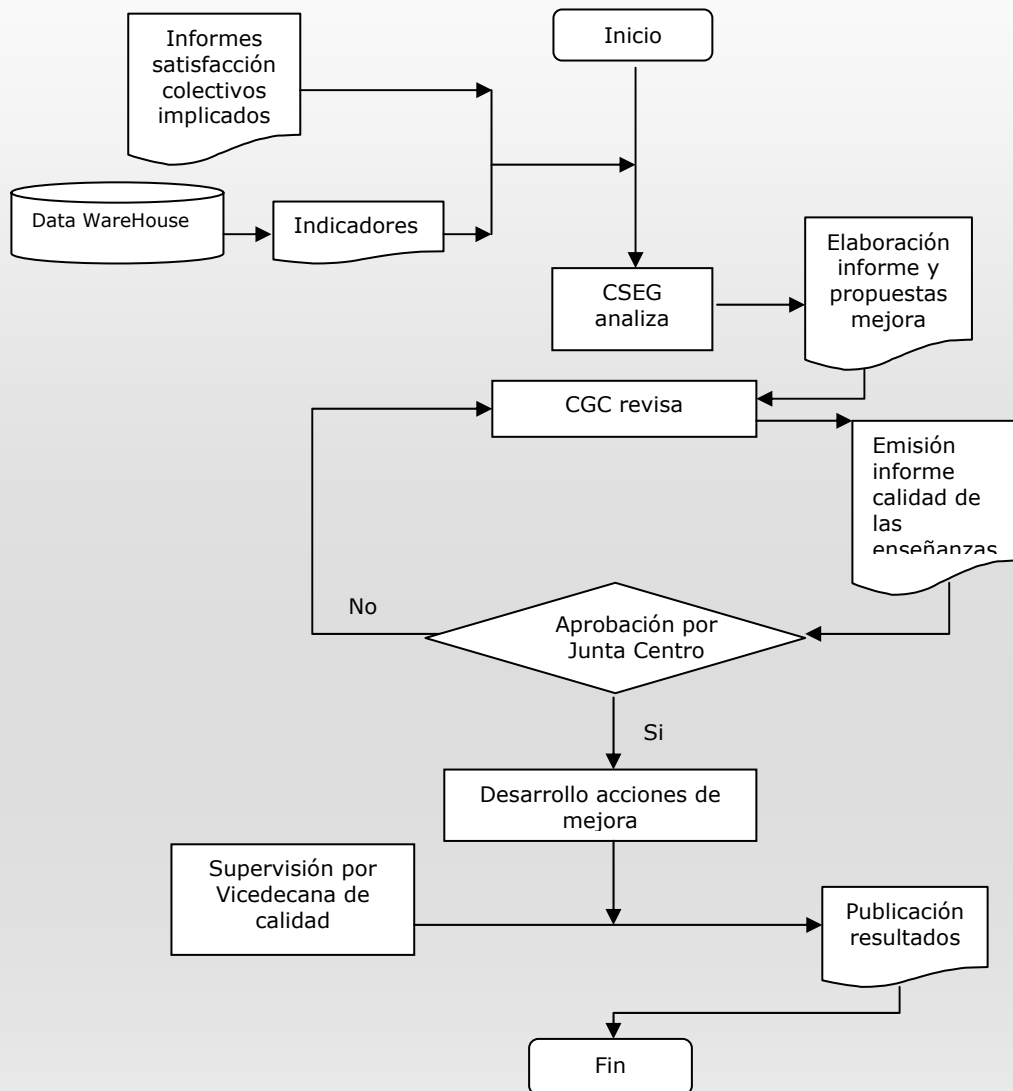 Informes
satisfacción
colectivos
implicados
Inicio
Data WareHouse
Indicadores
CSEG
analiza
Elaboración
informe y
propuestas
mejora
CGC revisa
Emisión
informe
calidad de
las
enseñanzas
No
Aprobación por
Junta Centro
Si
Desarrollo acciones de
mejora
Supervisión por
Vicedecana de
calidad
Publicación
resultados
Fin